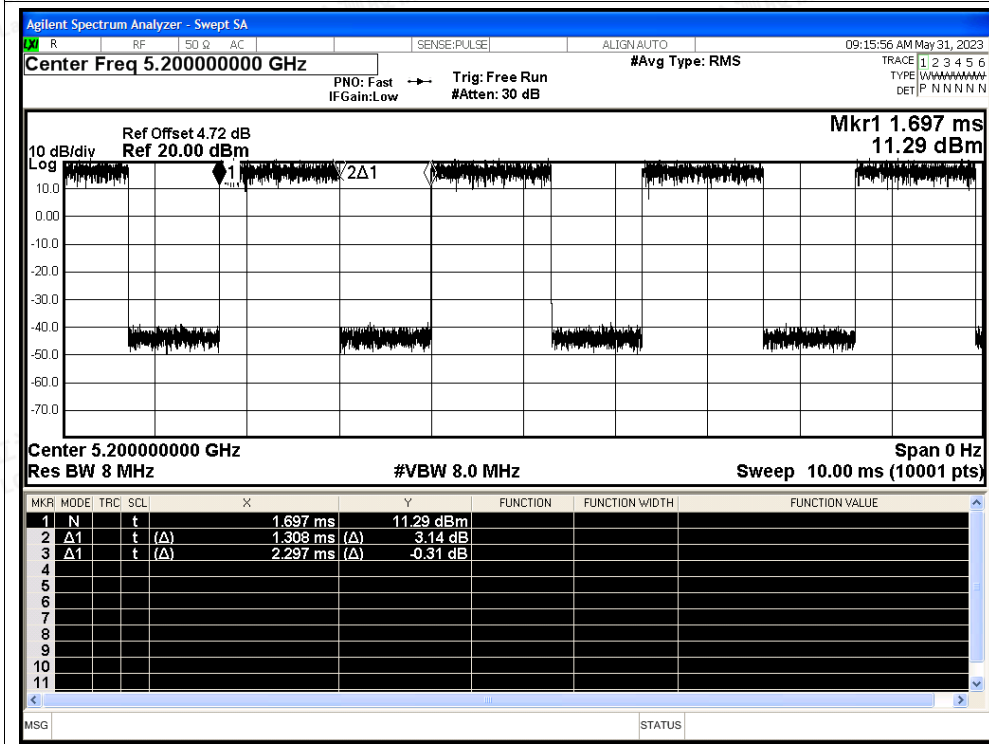 Agilent Spectrum Analyzer - Swept SA
LXI R RF 50 Ω AC SENSE:PULSE ALIGN AUTO 09:15:56 AM May 31, 2023
Center Freq 5.200000000 GHz #Avg Type: RMS TRACE 1 2 3 4 5 6
PNO: Fast Trig: Free Run TYPE WWWWWW
IFGain:Low #Atten: 30 dB DET P N N N N N
Mkr1 1.697 ms
11.29 dBm
Ref Offset 4.72 dB
10 dB/div Ref 20.00 dBm
Log
1 2Δ1
10.0
0.00
-10.0
-20.0
-30.0
-40.0
-50.0
-60.0
-70.0
Center 5.200000000 GHz Span 0 Hz
Res BW 8 MHz #VBW 8.0 MHz Sweep 10.00 ms (10001 pts)
MKR MODE TRC SCL X Y FUNCTION FUNCTION WIDTH FUNCTION VALUE
1 N t 1.697 ms 11.29 dBm
2 Δ1 t (Δ) 1.308 ms (Δ) 3.14 dB
3 Δ1 t (Δ) 2.297 ms (Δ) -0.31 dB
4
5
6
7
8
9
10
11
MSG STATUS